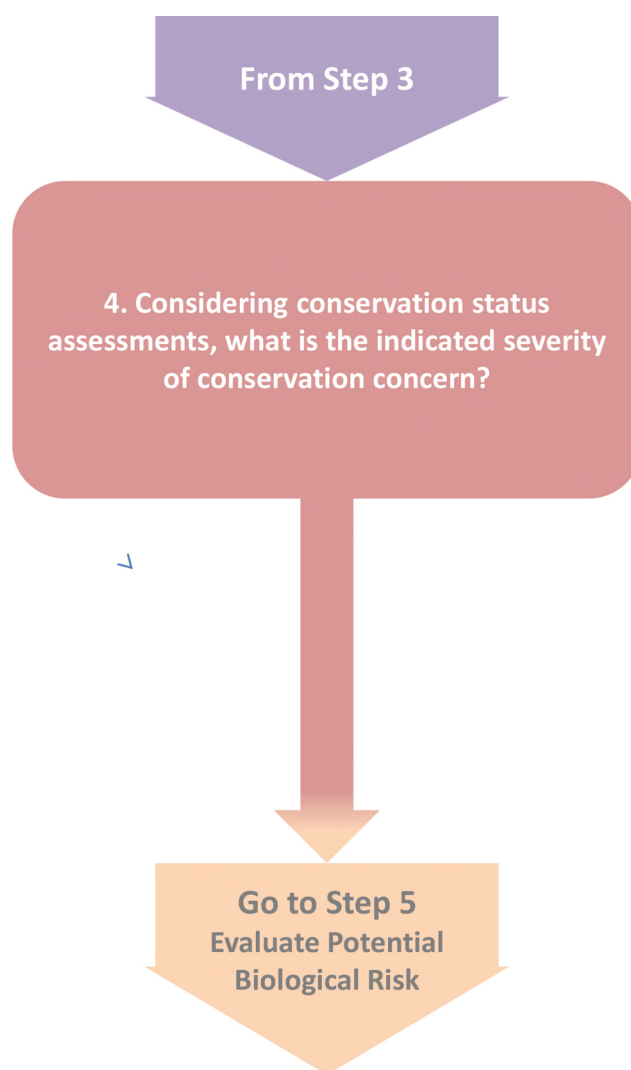 From Step 3
4. Considering conservation status
assessments, what is the indicated severity
of conservation concern?
Go to Step 5
Evaluate Potential
Biological Risk